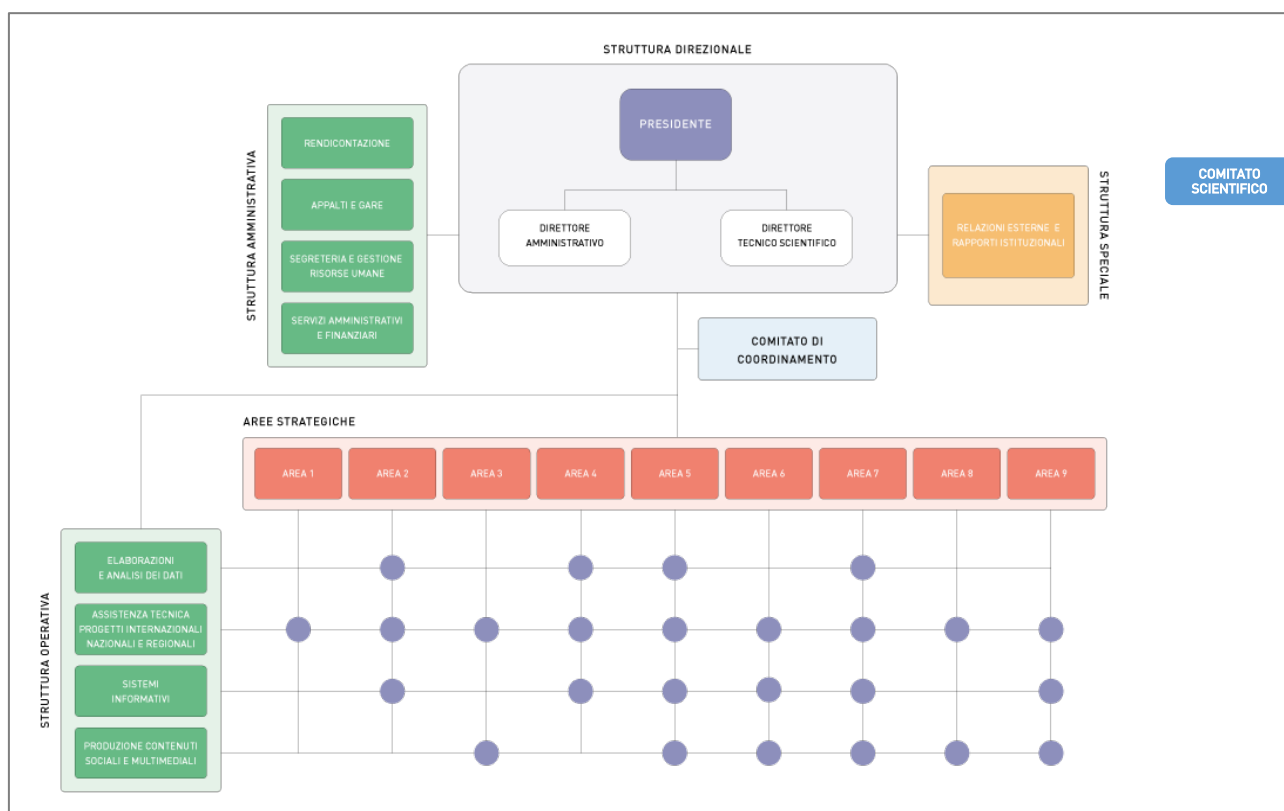 STRUTTURA DIREZIONALE
PRESIDENTE
DIRETTORE
AMMINISTRATIVO
DIRETTORE
TECNICO SCIENTIFICO
STRUTTURA AMMINISTRATIVA
RENDICONTAZIONE
APPALTI E GARE
SEGRETERIA E GESTIONE
RISORSE UMANE
SERVIZI AMMINISTRATIVI
E FINANZIARI
RELAZIONI ESTERNE E
RAPPORTI ISTITUZIONALI
STRUTTURA SPECIALE
COMITATO
SCIENTIFICO
COMITATO DI
COORDINAMENTO
AREE STRATEGICHE
AREA 1
AREA 2
AREA 3
AREA 4
AREA 5
AREA 6
AREA 7
AREA 8
AREA 9
STRUTTURA OPERATIVA
ELABORAZIONI
E ANALISI DEI DATI
ASSISTENZA TECNICA
PROGETTI INTERNAZIONALI
NAZIONALI E REGIONALI
SISTEMI
INFORMATIVI
PRODUZIONE CONTENUTI
SOCIALI E MULTIMEDIALI